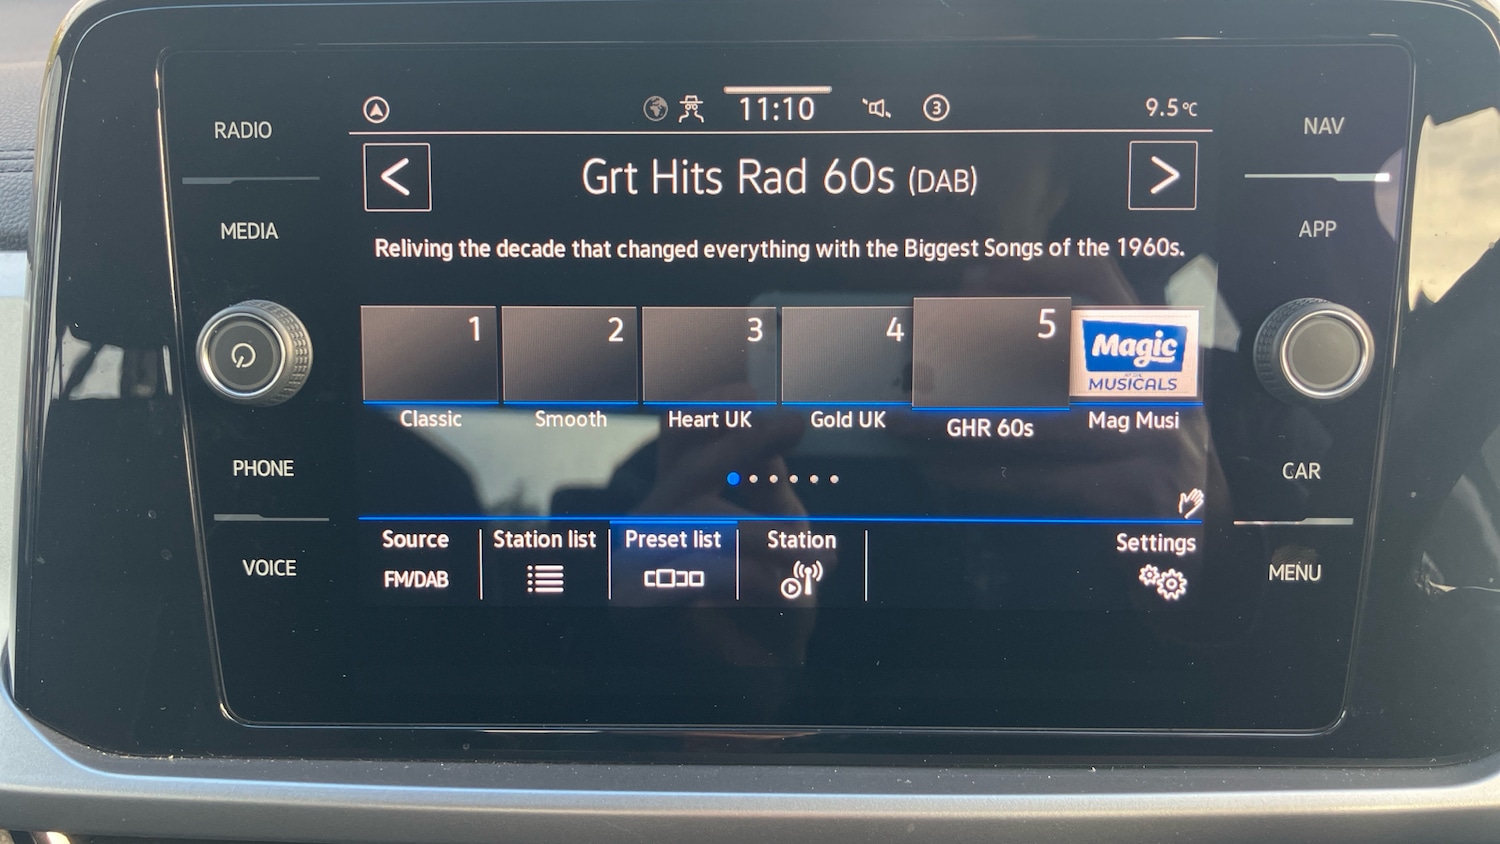 RADIO
MEDIA
PHONE
VOICE
11:10
3
9.5°C
Grt Hits Rad 60s (DAB)
Reliving the decade that changed everything with the Biggest Songs of the 1960s.
1 2 3 4 5
Magic
MUSICALS
Classic Smooth Heart UK Gold UK GHR 60s Mag Musi
Source Station list Preset list Station Settings
FM/DAB
NAV
APP
CAR
MENU